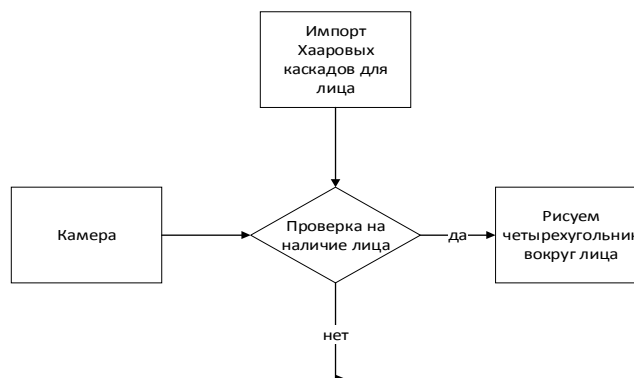 Импорт
Хааровых
каскадов для
лица
Камера
Проверка на
наличие лица
да
Рисуем
четырехугольник
вокруг лица
нет